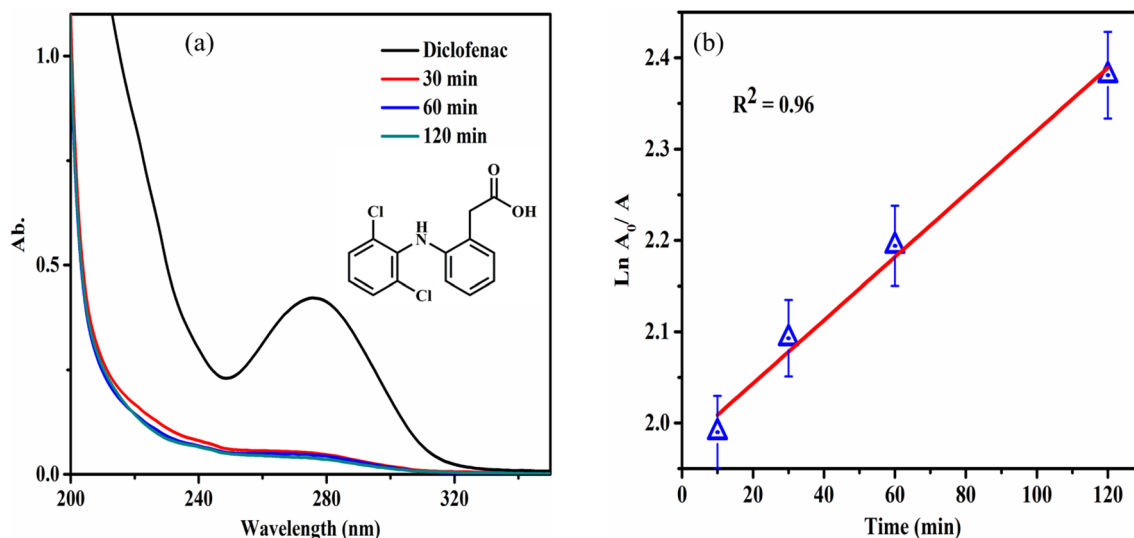 (a)
Diclofenac
30 min
60 min
120 min
1.0
0.5
0.0
Ab.
200
240
280
320
Wavelength (nm)
O
OH
Cl
H
N
Cl
(b)
R² = 0.96
2.4
2.3
2.2
2.1
2.0
Ln A₀/ A
0
20
40
60
80
100
120
Time (min)